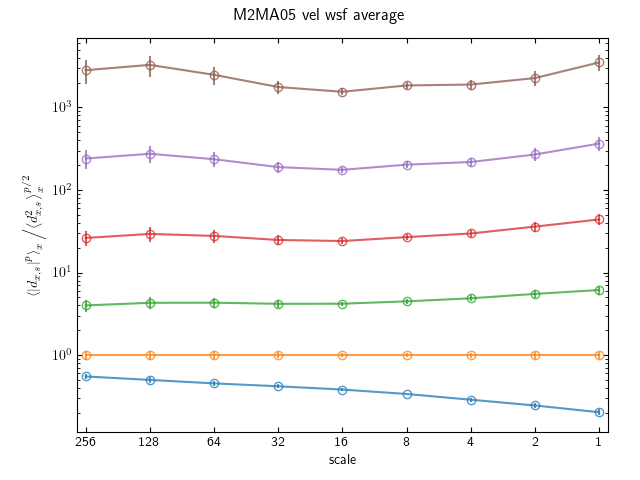 M2MA05 vel wsf average
⟨|d_{x,s}|^p⟩_x / ⟨d_{x,s}^2⟩_x^{p/2}
10^3
10^2
10^1
10^0
256 128 64 32 16 8 4 2 1
scale